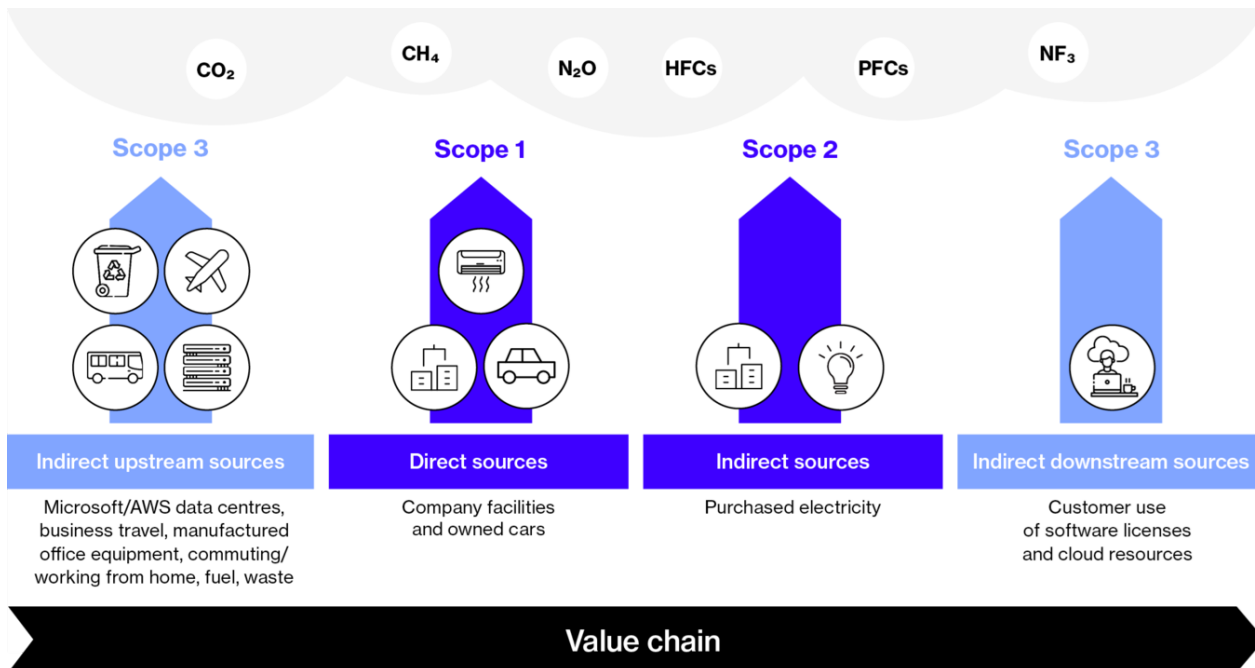 CO₂
CH₄
N₂O
HFCs
PFCs
NF₃
Scope 3
Scope 1
Scope 2
Scope 3
Indirect upstream sources
Direct sources
Indirect sources
Indirect downstream sources
Microsoft/AWS data centres,
business travel, manufactured
office equipment, commuting/
working from home, fuel, waste
Company facilities
and owned cars
Purchased electricity
Customer use
of software licenses
and cloud resources
Value chain